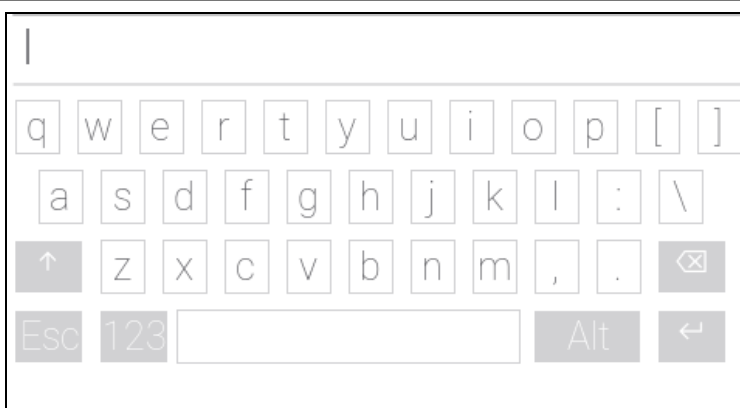 q w e r t y u i o p [ ]
a s d f g h j k l : \
↑ z x c v b n m , . ⌫
Esc 123 Alt ↵